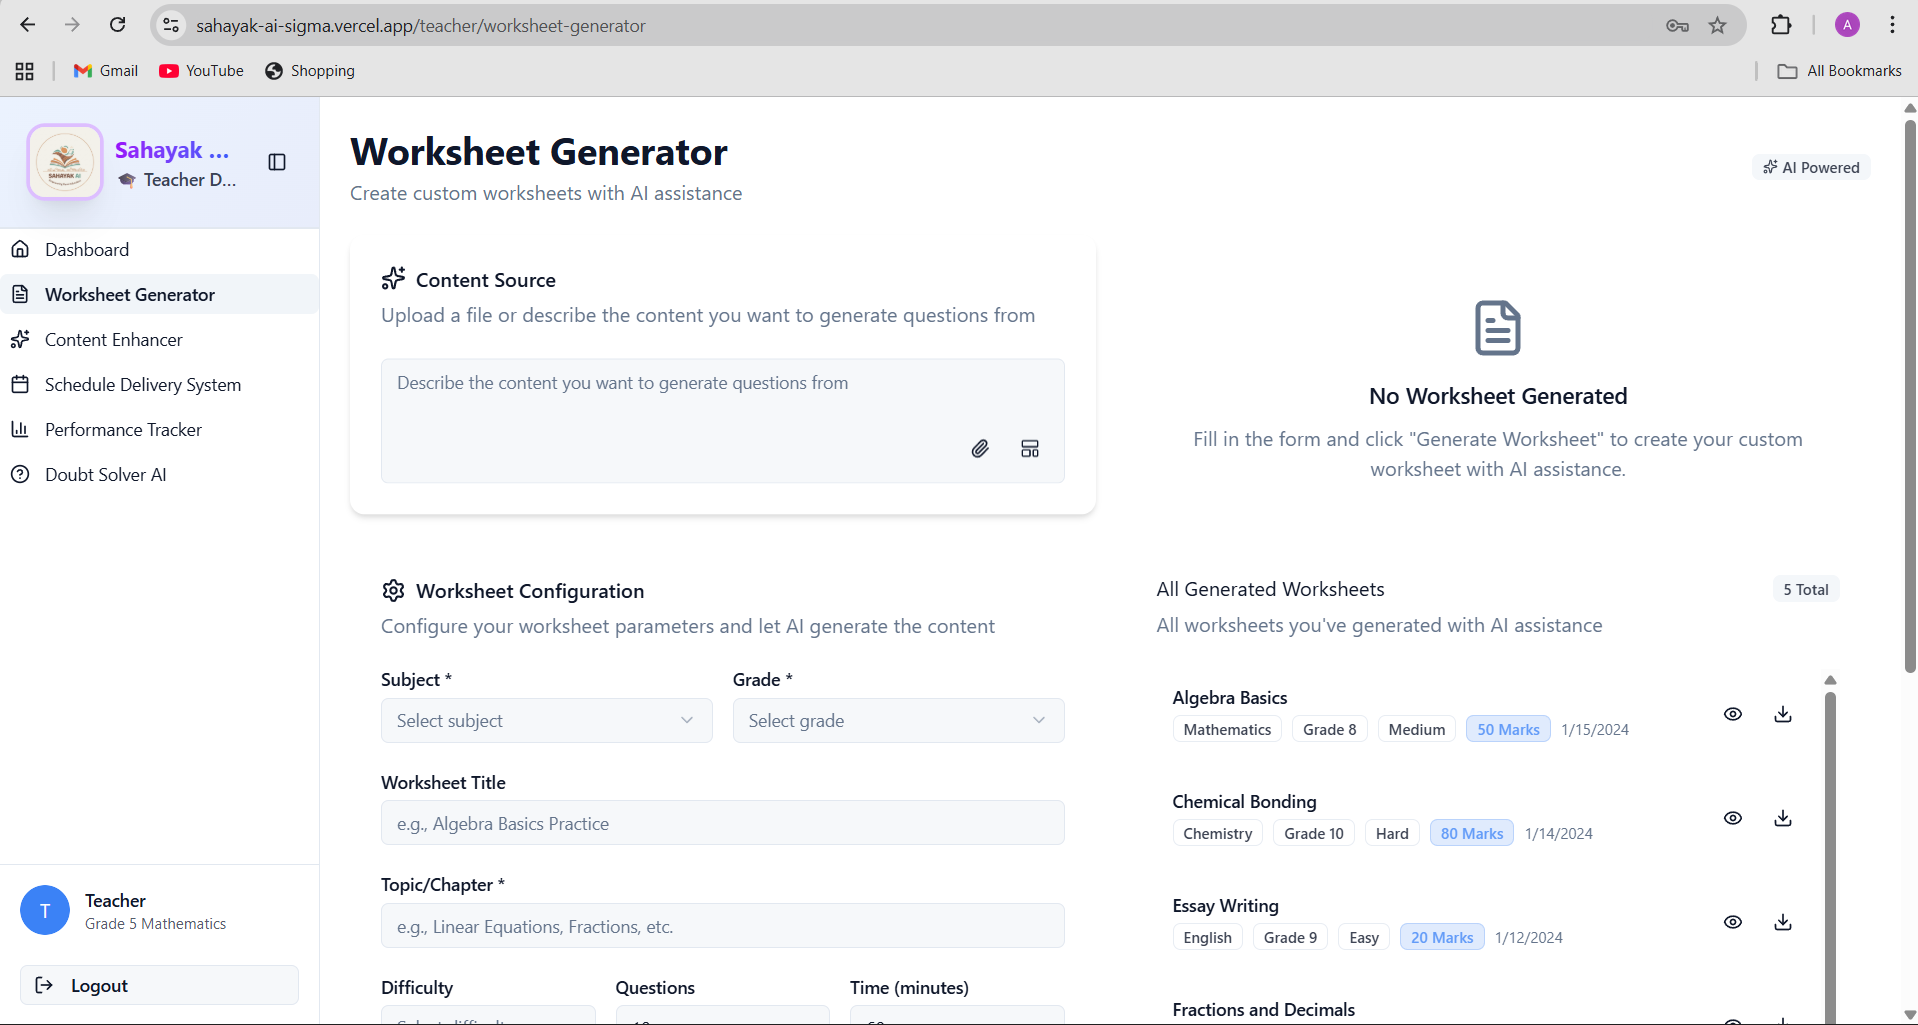 sahayak-ai-sigma.vercel.app/teacher/worksheet-generator
A
Gmail
YouTube
Shopping
All Bookmarks
SAHAYAK AI
Sahayak ...
Teacher D...
Dashboard
Worksheet Generator
Content Enhancer
Schedule Delivery System
Performance Tracker
Doubt Solver AI
T
Teacher
Grade 5 Mathematics
Logout
Worksheet Generator
Create custom worksheets with AI assistance
AI Powered
Content Source
Upload a file or describe the content you want to generate questions from
Describe the content you want to generate questions from
No Worksheet Generated
Fill in the form and click "Generate Worksheet" to create your custom
worksheet with AI assistance.
Worksheet Configuration
Configure your worksheet parameters and let AI generate the content
Subject *
Grade *
Select subject
Select grade
Worksheet Title
e.g., Algebra Basics Practice
Topic/Chapter *
e.g., Linear Equations, Fractions, etc.
Difficulty
Questions
Time (minutes)
All Generated Worksheets
5 Total
All worksheets you've generated with AI assistance
Algebra Basics
Mathematics Grade 8 Medium 50 Marks 1/15/2024
Chemical Bonding
Chemistry Grade 10 Hard 80 Marks 1/14/2024
Essay Writing
English Grade 9 Easy 20 Marks 1/12/2024
Fractions and Decimals